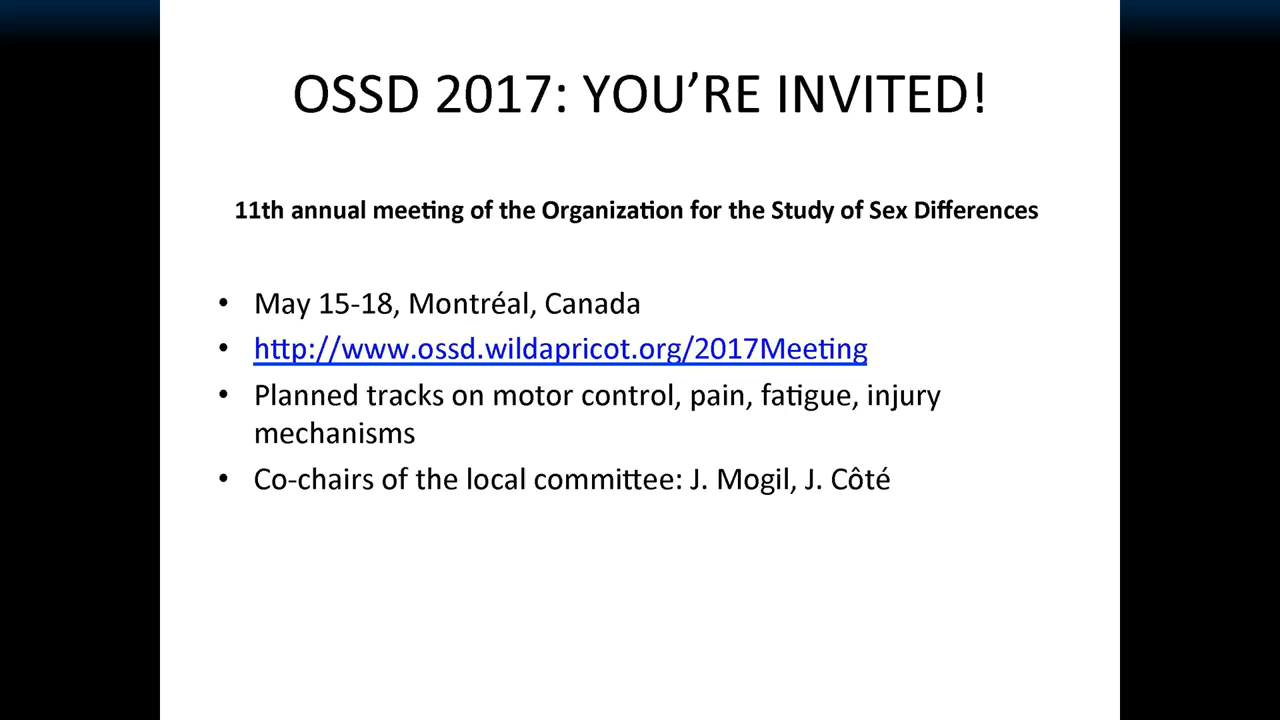 OSSD 2017: YOU’RE INVITED!
11th annual meeting of the Organization for the Study of Sex Differences
• May 15-18, Montréal, Canada
• http://www.ossd.wildapricot.org/2017Meeting
• Planned tracks on motor control, pain, fatigue, injury
mechanisms
• Co-chairs of the local committee: J. Mogil, J. Côté